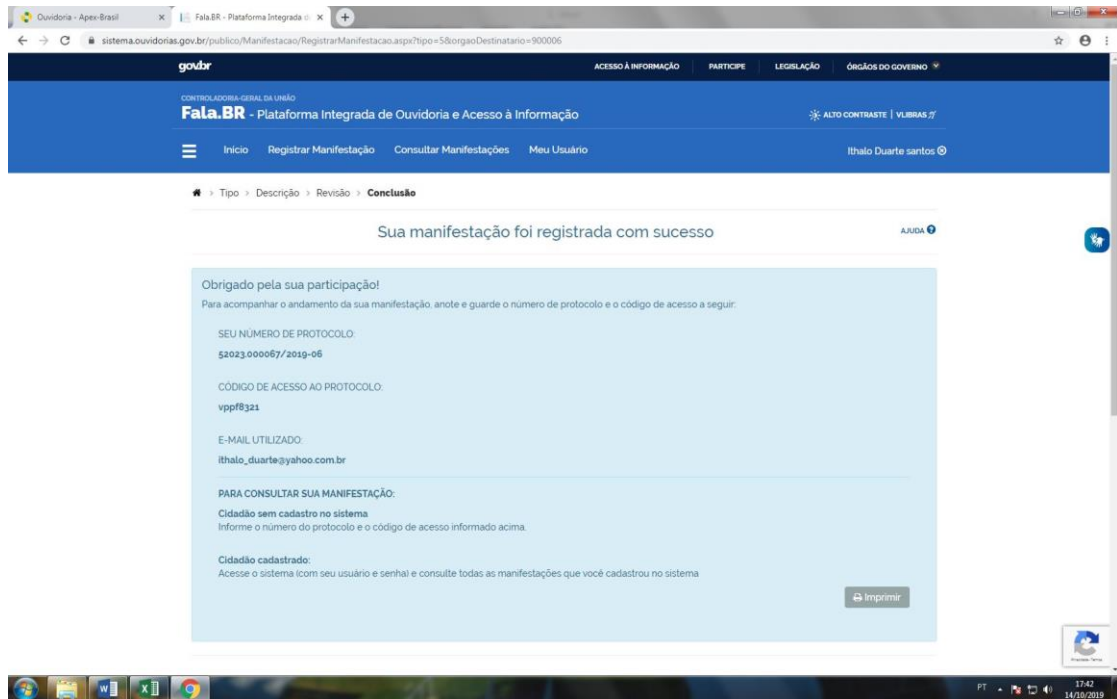 Ouvidoria - Apex-Brasil
Fala.BR - Plataforma Integrada d
sistema.ouvidorias.gov.br/publico/Manifestacao/RegistrarManifestacao.aspx?tipo=5&orgaoDestinatario=900006
govbr ACESSO À INFORMAÇÃO PARTICIPE LEGISLAÇÃO ÓRGÃOS DO GOVERNO
CONTROLADORIA-GERAL DA UNIÃO
Fala.BR - Plataforma Integrada de Ouvidoria e Acesso à Informação ALTO CONTRASTE | VLIBRAS
Início Registrar Manifestação Consultar Manifestações Meu Usuário Ithalo Duarte santos
> Tipo > Descrição > Revisão > Conclusão
Sua manifestação foi registrada com sucesso AJUDA
Obrigado pela sua participação!
Para acompanhar o andamento da sua manifestação, anote e guarde o número de protocolo e o código de acesso a seguir:
SEU NÚMERO DE PROTOCOLO:
52023.000067/2019-06
CÓDIGO DE ACESSO AO PROTOCOLO:
vppf8321
E-MAIL UTILIZADO:
ithalo_duarte@yahoo.com.br
PARA CONSULTAR SUA MANIFESTAÇÃO:
Cidadão sem cadastro no sistema
Informe o número do protocolo e o código de acesso informado acima.
Cidadão cadastrado:
Acesse o sistema (com seu usuário e senha) e consulte todas as manifestações que você cadastrou no sistema
Imprimir
PT 17:42
14/10/2019